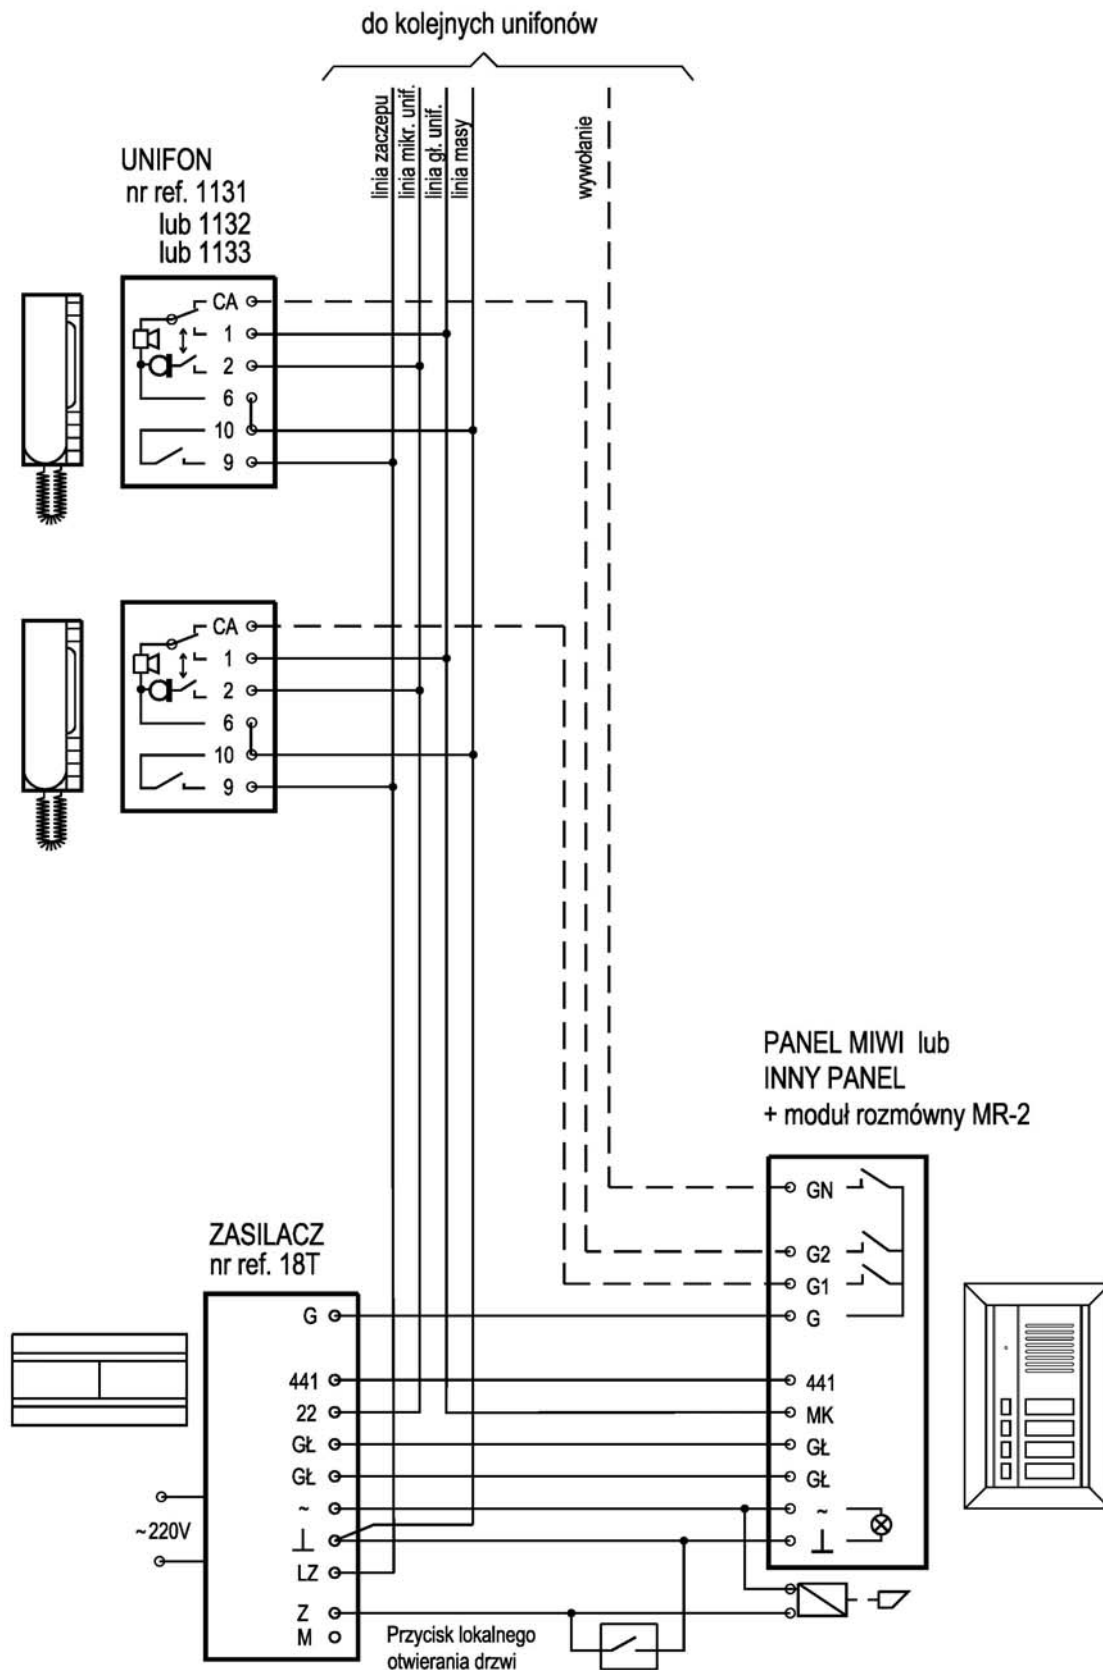 do kolejnych unifonów
linia zaczepu
linia mikr. unif.
linia gł. unif.
linia masy
wywołanie
UNIFON
nr ref. 1131
lub 1132
lub 1133
CA
1
2
6
10
9
CA
1
2
6
10
9
PANEL MIWI lub
INNY PANEL
+ moduł rozmówny MR-2
GN
G2
G1
G
441
MK
GŁ
GŁ
~
⊥
ZASILACZ
nr ref. 18T
G
441
22
GŁ
GŁ
~
⊥
LZ
Z
M
~220V
Przycisk lokalnego
otwierania drzwi